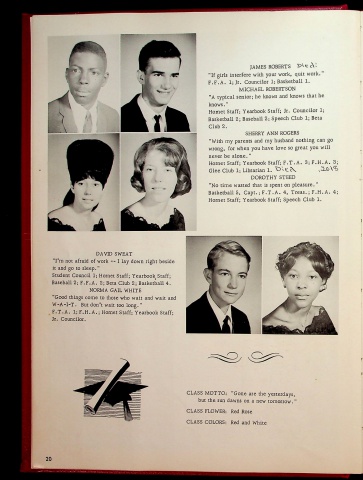 JAMES ROBERTS Died:
"If girls interfere with your work, quit work."
F.F.A. 1; Jr. Councilor 1; Basketball 1.
MICHAEL ROBERTSON
"A typical senior; he knows and knows that he
knows."
Hornet Staff; Yearbook Staff; Jr. Councilor 1;
Basketball 2; Baseball 2; Speech Club 1; Beta
Club 2.
SHERRY ANN ROGERS
"With my parents and my husband nothing can go
wrong, for when you have love so great you will
never be alone."
Hornet Staff; Yearbook Staff; F.T.A. 2; F.H.A. 3;
Glee Club 1; Librarian 1. Died 2018
DOROTHY STEED
"No time wasted that is spent on pleasure."
Basketball 5, Capt.; F.T.A. 4, Treas.; F.H.A. 4;
Hornet Staff; Yearbook Staff; Speech Club 1.
DAVID SWEAT
"I'm not afraid of work -- I lay down right beside
it and go to sleep."
Student Council 1; Hornet Staff; Yearbook Staff;
Baseball 2; F.F.A. 2; Beta Club 2; Basketball 4.
NORMA GAIL WHITE
"Good things come to those who wait and wait and
W-A-I-T. But don't wait too long."
F.T.A. 1; F.H.A.; Hornet Staff; Yearbook Staff;
Jr. Councilor.
CLASS MOTTO: "Gone are the yesterdays,
but the sun dawns on a new tomorrow."
CLASS FLOWER: Red Rose
CLASS COLORS: Red and White
20